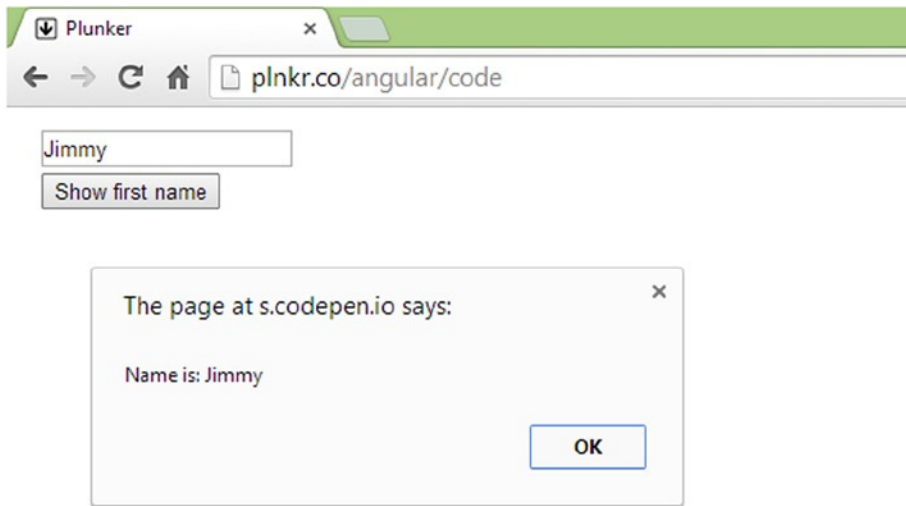 Plunker
plnkr.co/angular/code
Jimmy
Show first name
The page at s.codepen.io says:
Name is: Jimmy
OK